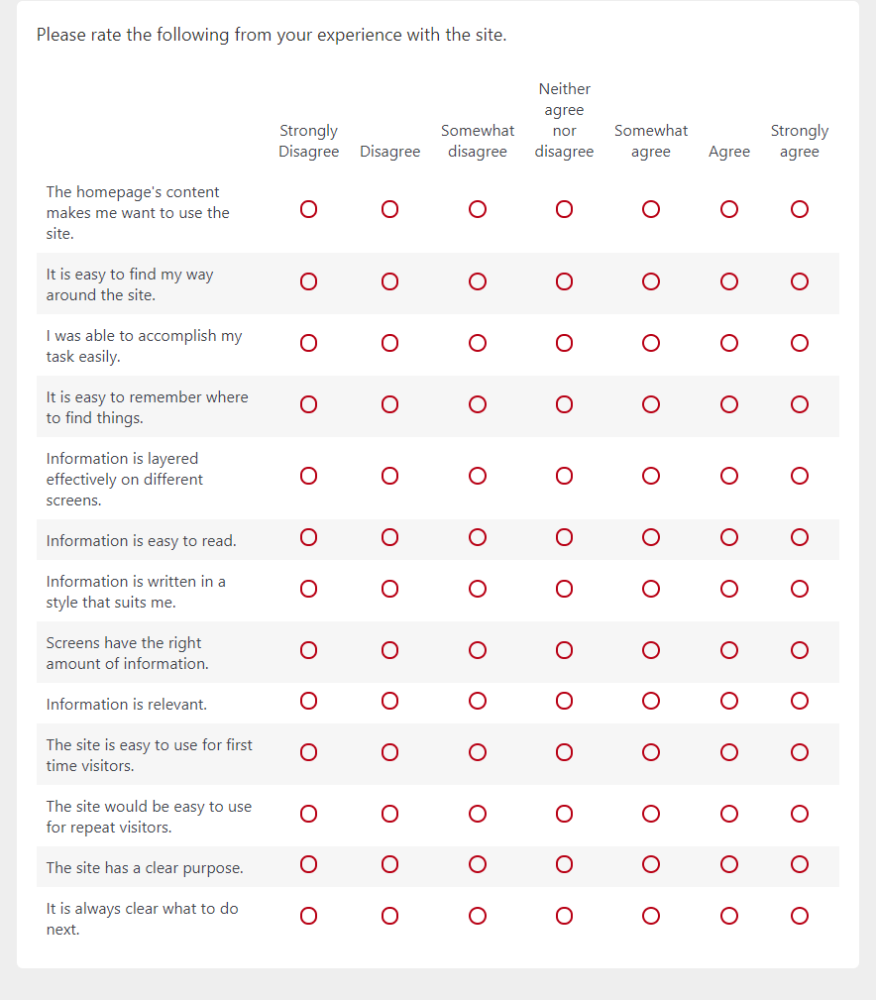 Please rate the following from your experience with the site.
Neither
agree
Strongly Somewhat nor Somewhat Strongly
Disagree Disagree disagree disagree agree Agree agree
The homepage's content
makes me want to use the
site.
It is easy to find my way
around the site.
I was able to accomplish my
task easily.
It is easy to remember where
to find things.
Information is layered
effectively on different
screens.
Information is easy to read.
Information is written in a
style that suits me.
Screens have the right
amount of information.
Information is relevant.
The site is easy to use for first
time visitors.
The site would be easy to use
for repeat visitors.
The site has a clear purpose.
It is always clear what to do
next.